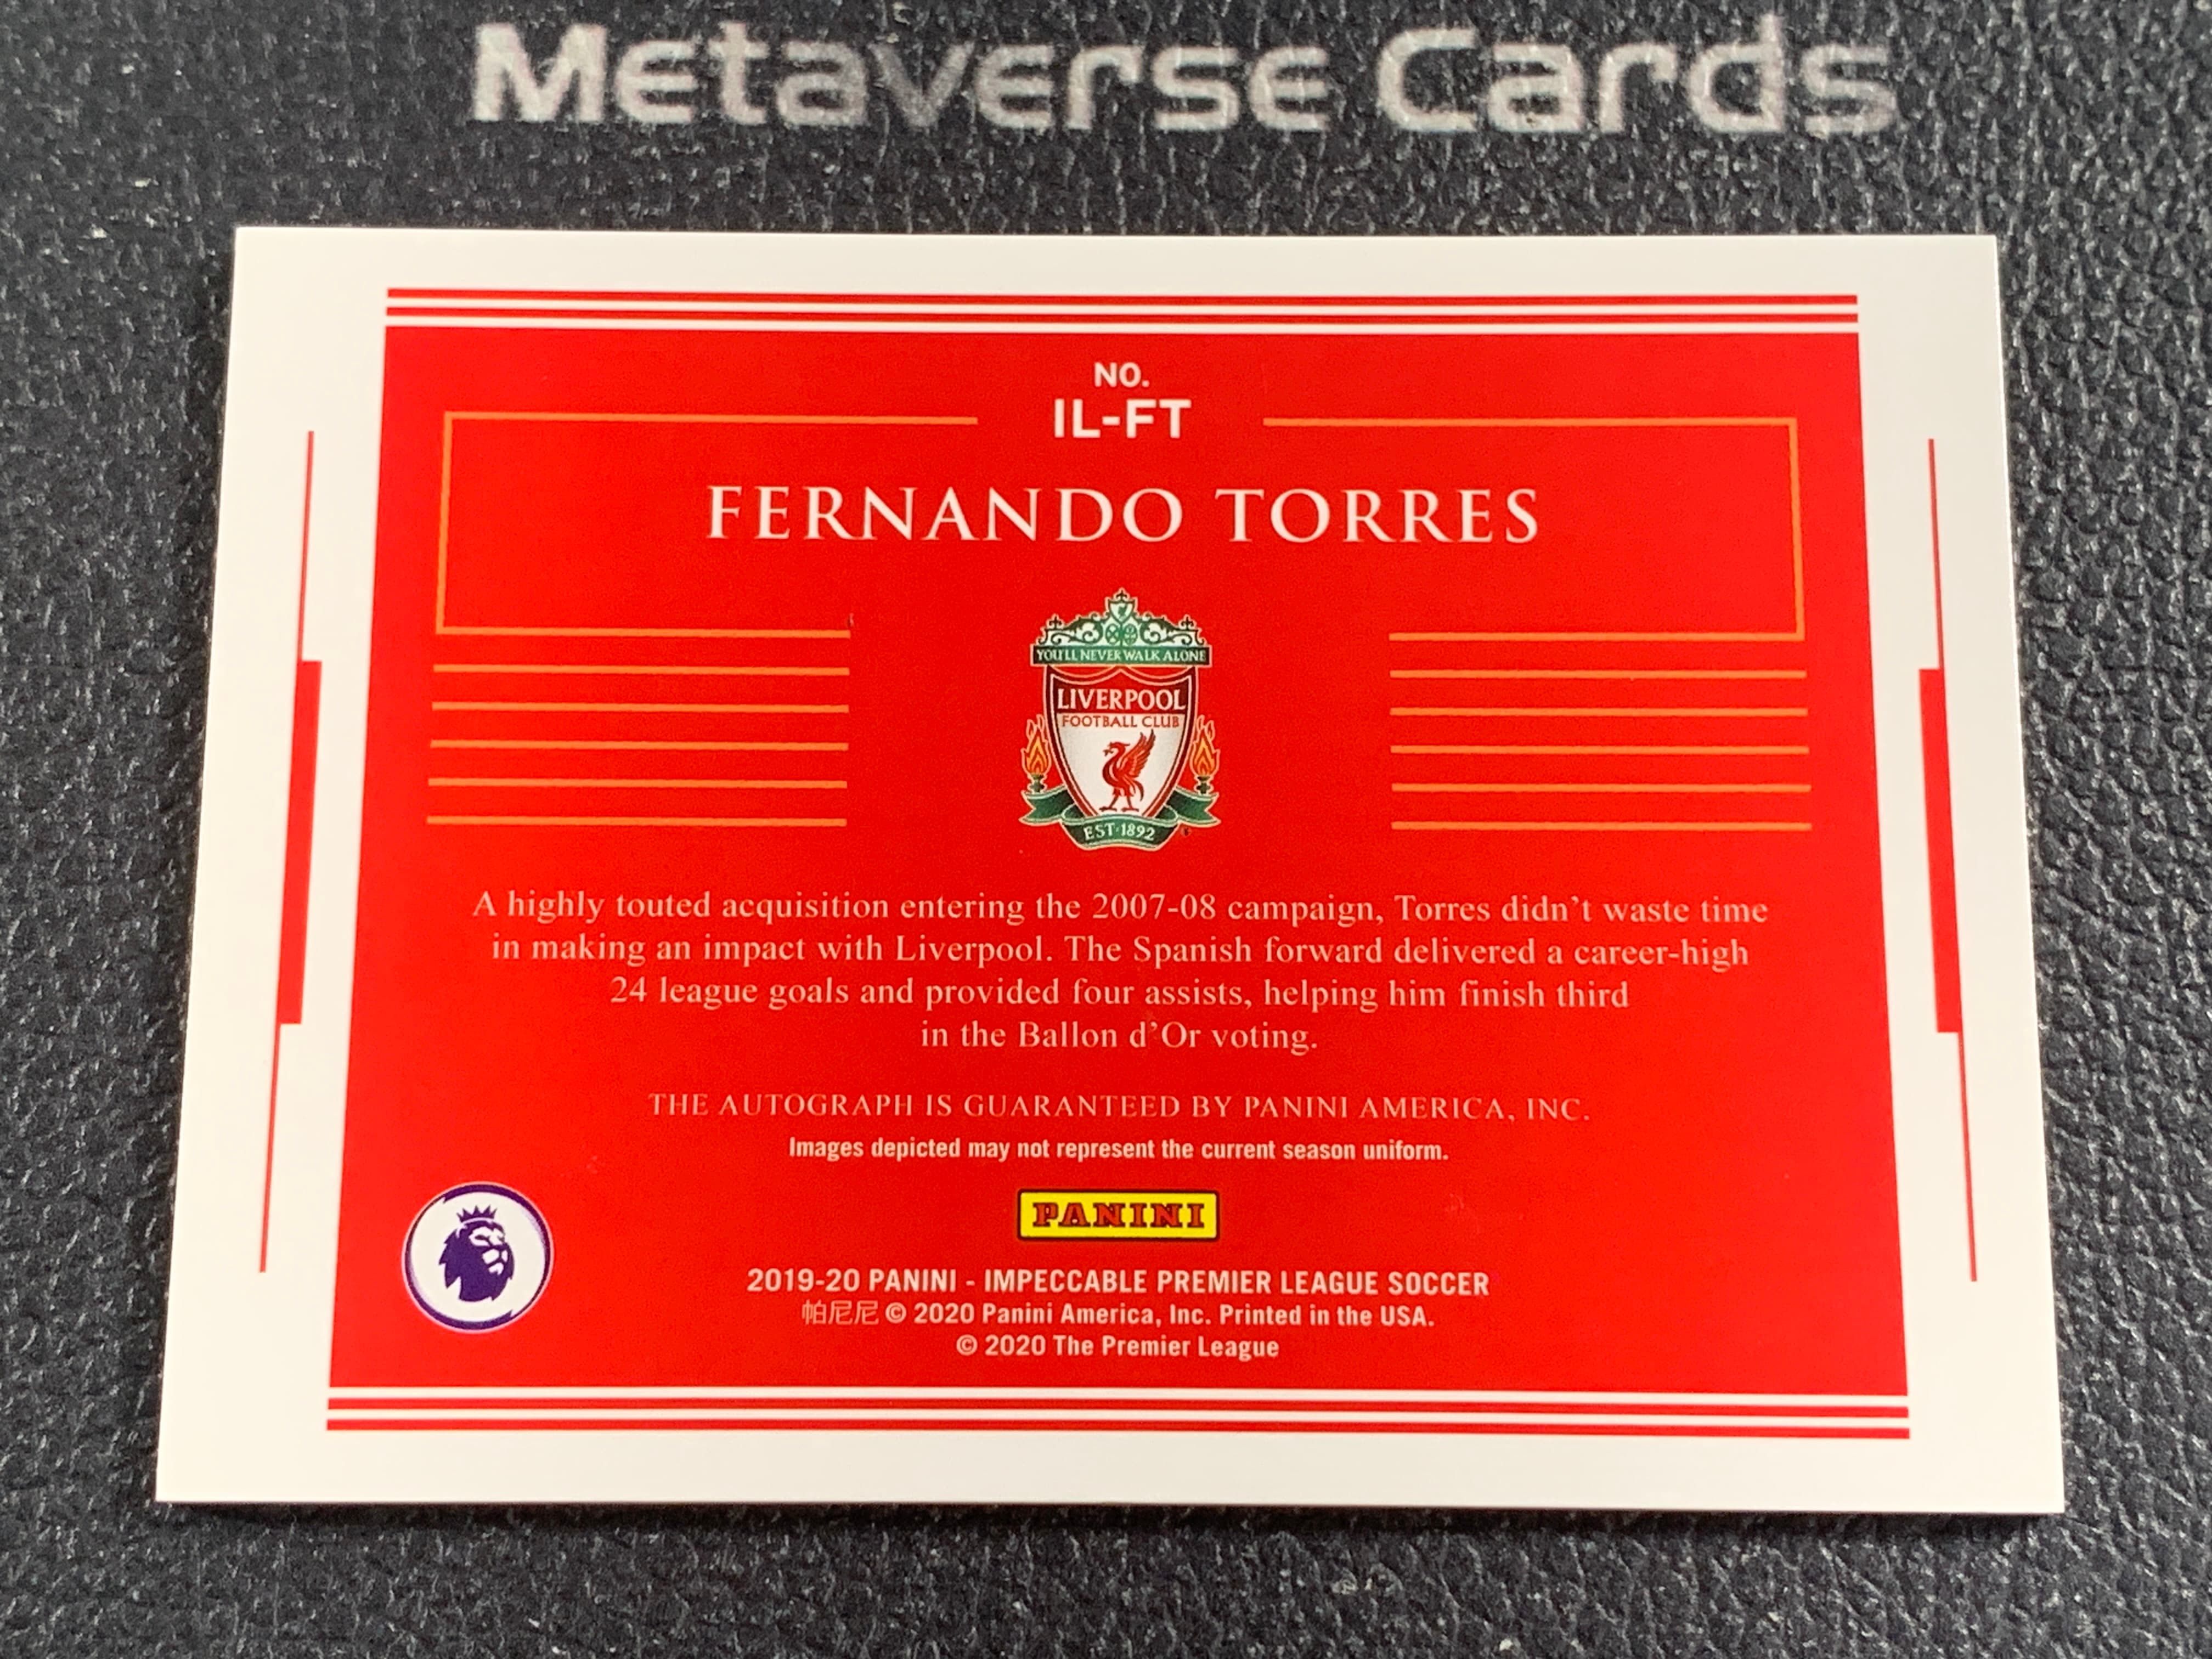 Metaverse Cards
NO.
IL-FT
FERNANDO TORRES
YOU'LL NEVER WALK ALONE
LIVERPOOL
FOOTBALL CLUB
EST·1892
A highly touted acquisition entering the 2007-08 campaign, Torres didn't waste time
in making an impact with Liverpool. The Spanish forward delivered a career-high
24 league goals and provided four assists, helping him finish third
in the Ballon d'Or voting.
THE AUTOGRAPH IS GUARANTEED BY PANINI AMERICA, INC.
Images depicted may not represent the current season uniform.
PANINI
2019-20 PANINI - IMPECCABLE PREMIER LEAGUE SOCCER
帕尼尼 © 2020 Panini America, Inc. Printed in the USA.
© 2020 The Premier League